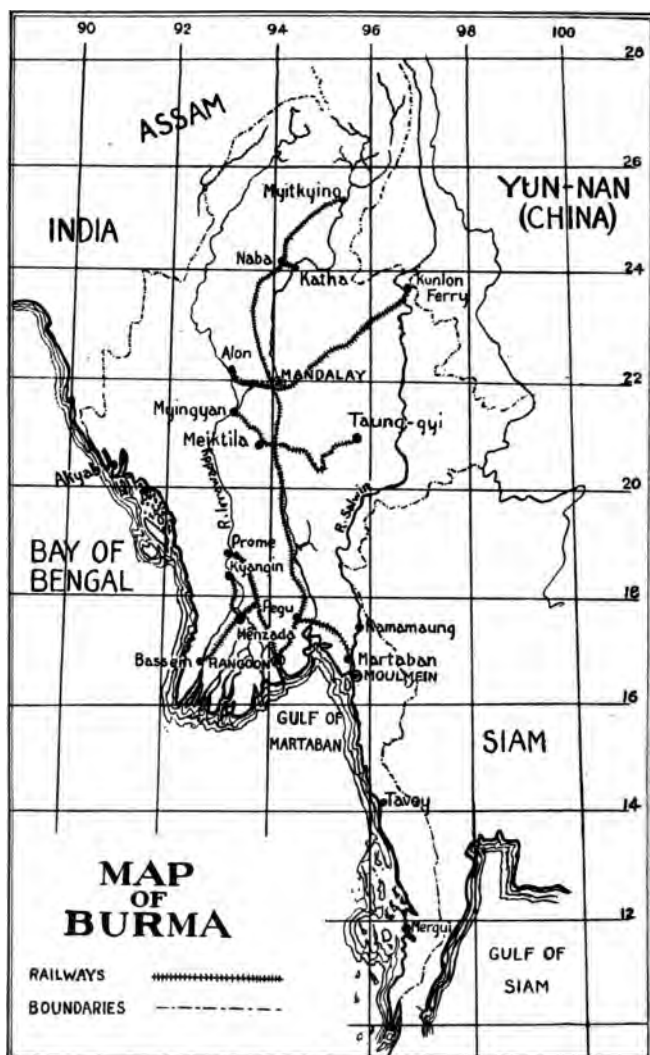 90 92 94 96 98 100
28
ASSAM
26
Myitkyino
YUN-NAN
(CHINA)
INDIA
Naba
Katha
24
Kunlon
Ferry
Alon
MANDALAY
22
Myingyan
Taung-gyi
Meiktila
Akyab
R. Irrawaddy
20
R. Salwin
BAY OF
BENGAL
Prome
Kyangin
18
Pegu
Henzada
Kamamaung
Bassein
RANGOON
Martaban
MOULMEIN
16
GULF OF
MARTABAN
SIAM
Tavoy
14
MAP
OF
BURMA
12
Mergui
RAILWAYS
GULF OF
SIAM
BOUNDARIES